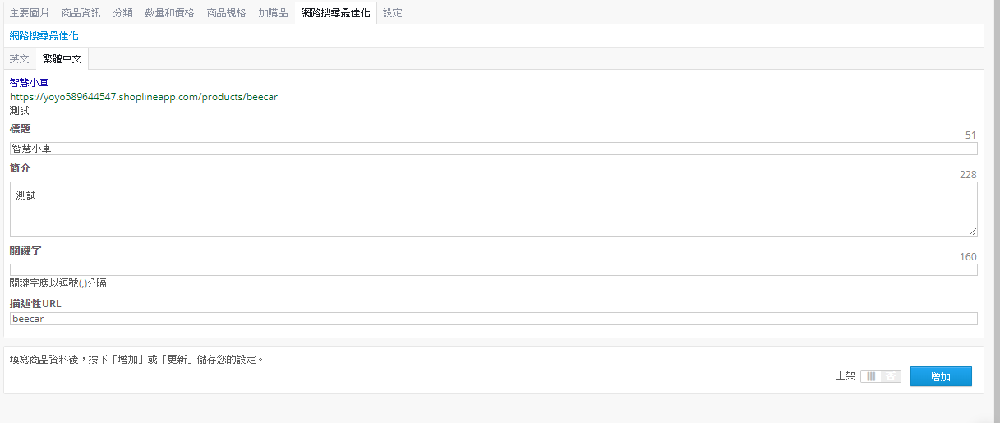 主要圖片 商品資訊 分類 數量和價格 商品規格 加購品 網路搜尋最佳化 設定
網路搜尋最佳化
英文 繁體中文
智慧小車
https://yoyo589644547.shoplineapp.com/products/beecar
測試
標題
51
智慧小車
簡介
228
測試
關鍵字
160
關鍵字應以逗號(,)分隔
描述性URL
beecar
填寫商品資料後，按下「增加」或「更新」儲存您的設定。
上架 否 增加